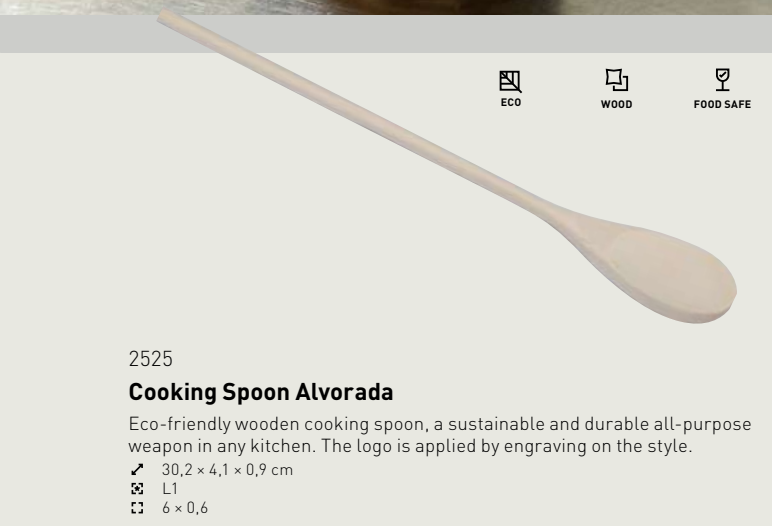 ECO
WOOD
FOOD SAFE
2525
Cooking Spoon Alvorada
Eco-friendly wooden cooking spoon, a sustainable and durable all-purpose
weapon in any kitchen. The logo is applied by engraving on the style.
30,2 × 4,1 × 0,9 cm
L1
6 × 0,6